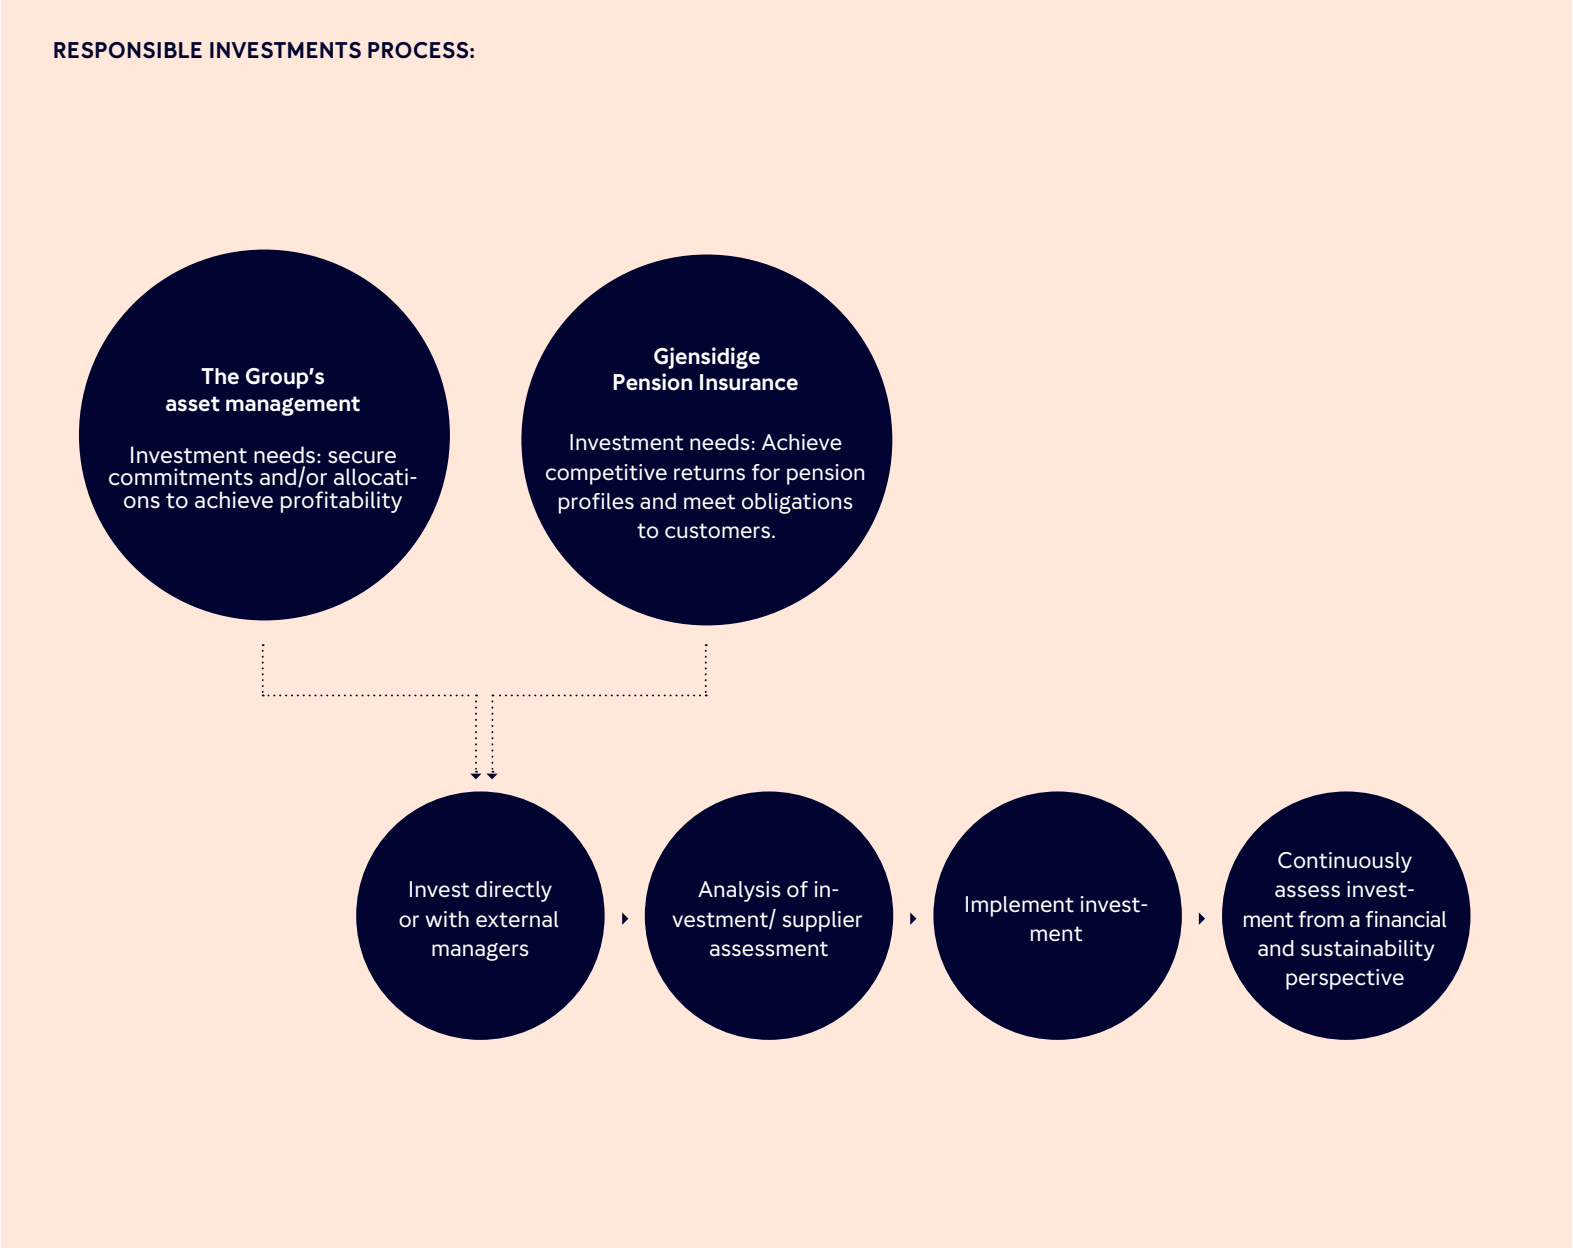 RESPONSIBLE INVESTMENTS PROCESS:
The Group's
asset management
Investment needs: secure
commitments and/or allocati-
ons to achieve profitability
Gjensidige
Pension Insurance
Investment needs: Achieve
competitive returns for pension
profiles and meet obligations
to customers.
Invest directly
or with external
managers
Analysis of in-
vestment/ supplier
assessment
Implement invest-
ment
Continuously
assess invest-
ment from a financial
and sustainability
perspective